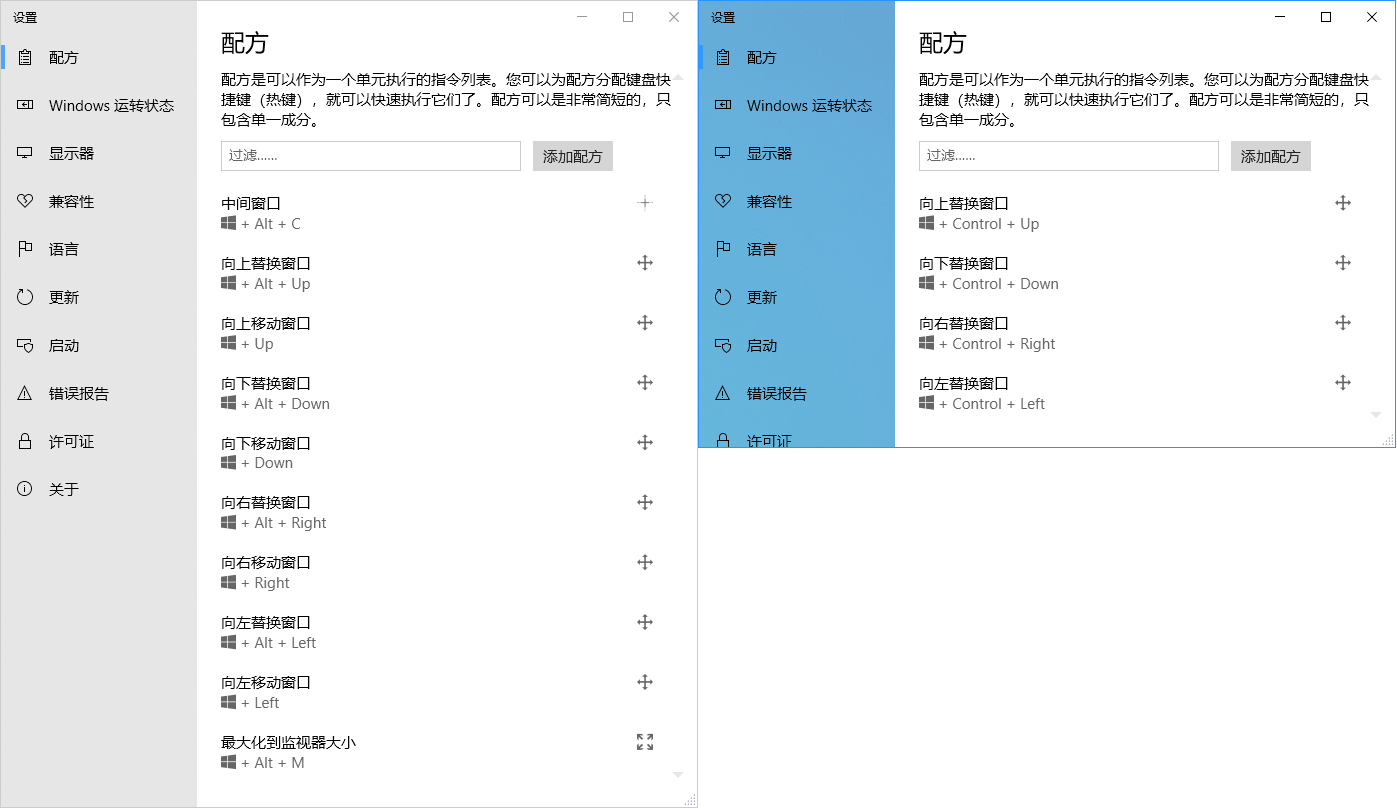 设置
配方
Windows 运转状态
显示器
兼容性
语言
更新
启动
错误报告
许可证
关于
配方
配方是可以作为一个单元执行的指令列表。您可以为配方分配键盘快
捷键（热键），就可以快速执行它们了。配方可以是非常简短的，只
包含单一成分。
过滤......
添加配方
中间窗口
+ Alt + C
向上替换窗口
+ Alt + Up
向上移动窗口
+ Up
向下替换窗口
+ Alt + Down
向下移动窗口
+ Down
向右替换窗口
+ Alt + Right
向右移动窗口
+ Right
向左替换窗口
+ Alt + Left
向左移动窗口
+ Left
最大化到监视器大小
+ Alt + M
设置
配方
Windows 运转状态
显示器
兼容性
语言
更新
启动
错误报告
许可证
配方
配方是可以作为一个单元执行的指令列表。您可以为配方分配键盘快
捷键（热键），就可以快速执行它们了。配方可以是非常简短的，只
包含单一成分。
过滤......
添加配方
向上替换窗口
+ Control + Up
向下替换窗口
+ Control + Down
向右替换窗口
+ Control + Right
向左替换窗口
+ Control + Left